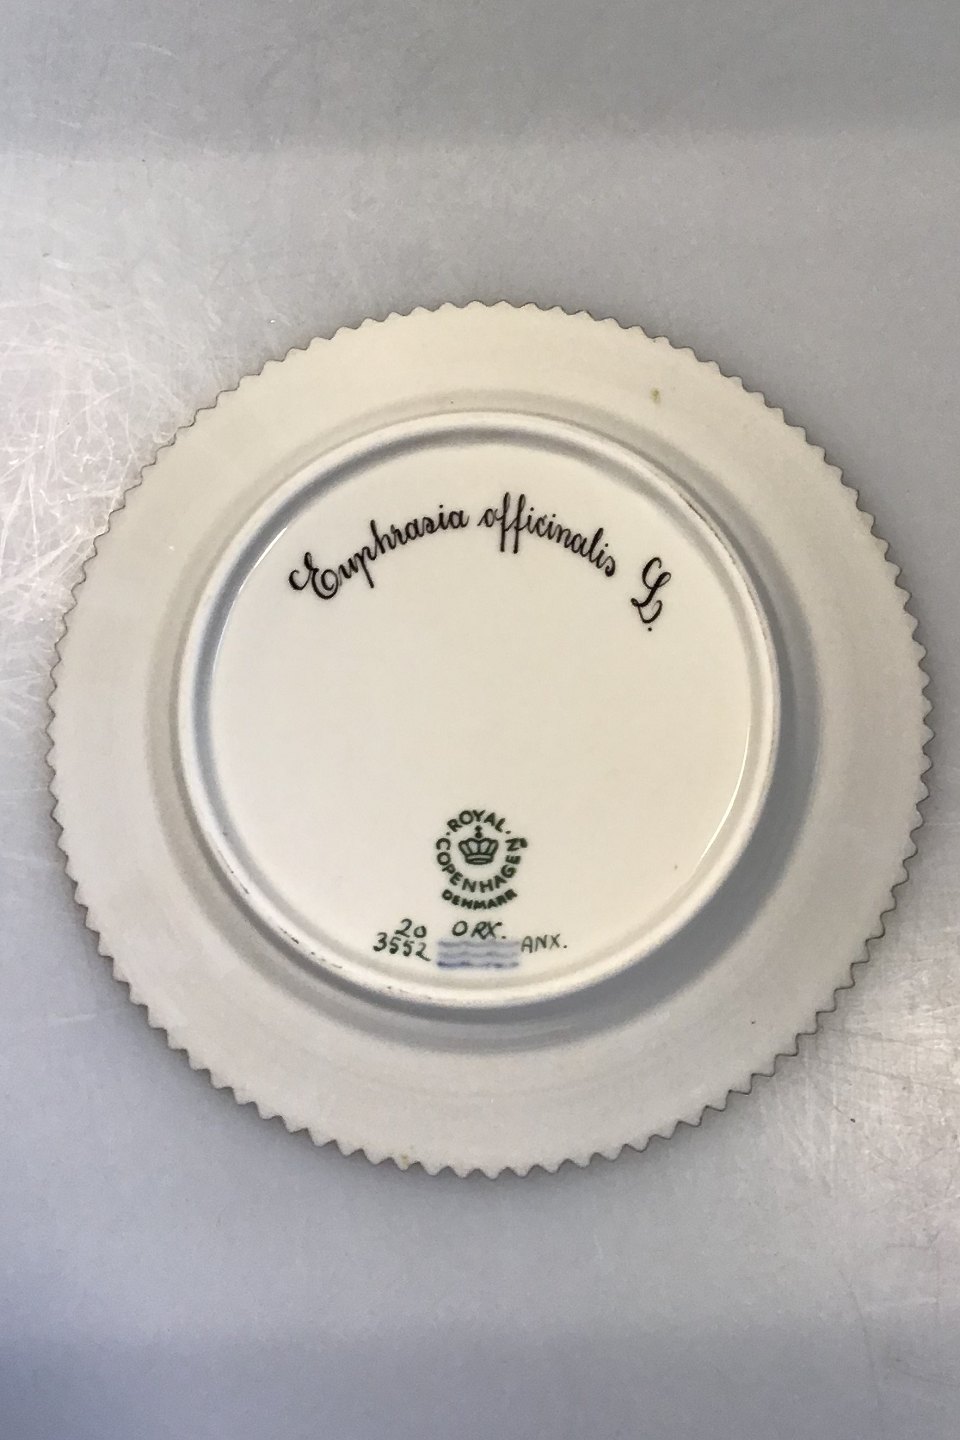 Euphrasia officinalis L.
ROYAL
COPENHAGEN
DENMARK
20 ORX.
3552 ANX.